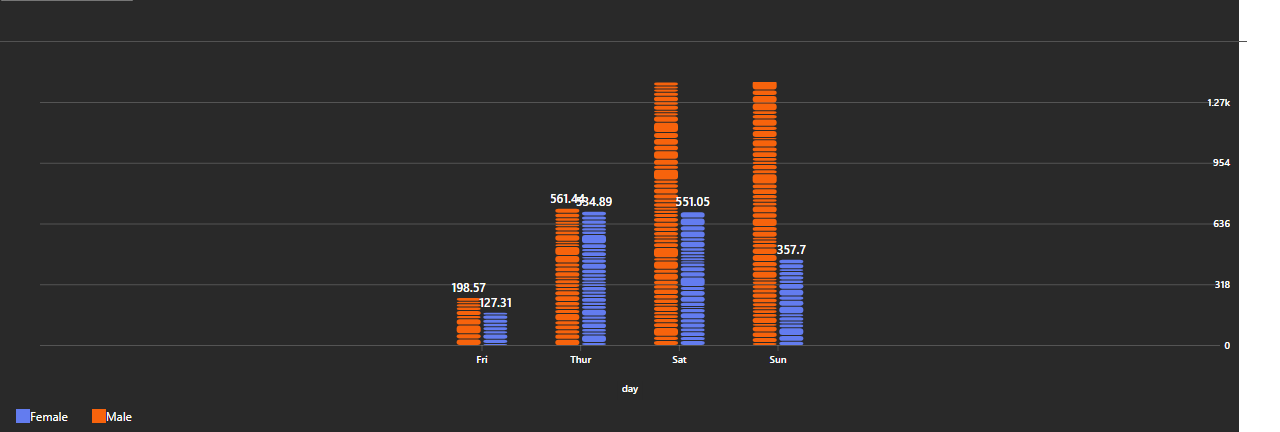 1.27k
954
561.44
534.89
551.05
636
357.7
198.57
127.31
318
0
Fri Thur Sat Sun
day
Female Male